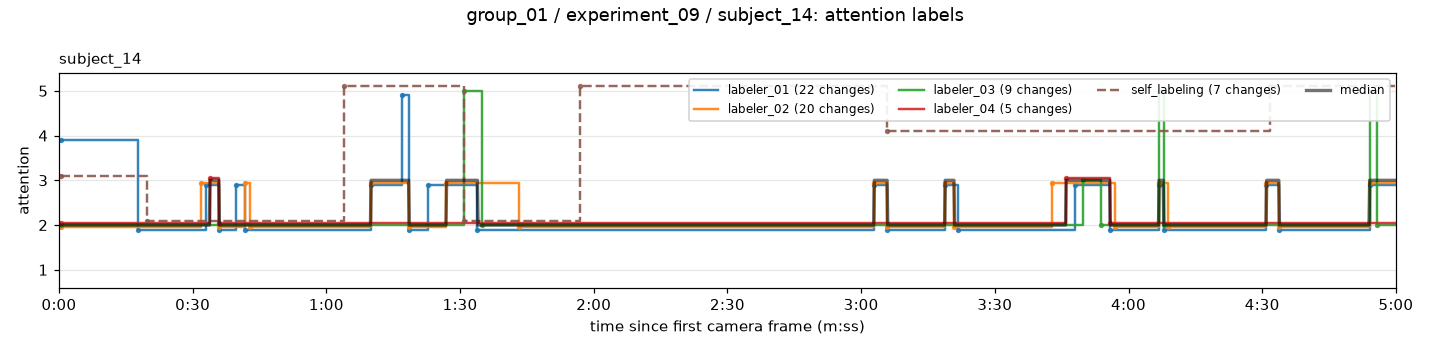 group_01 / experiment_09 / subject_14: attention labels
subject_14
labeler_01 (22 changes)
labeler_02 (20 changes)
labeler_03 (9 changes)
labeler_04 (5 changes)
self_labeling (7 changes)
median
attention
5
4
3
2
1
0:00 0:30 1:00 1:30 2:00 2:30 3:00 3:30 4:00 4:30 5:00
time since first camera frame (m:ss)